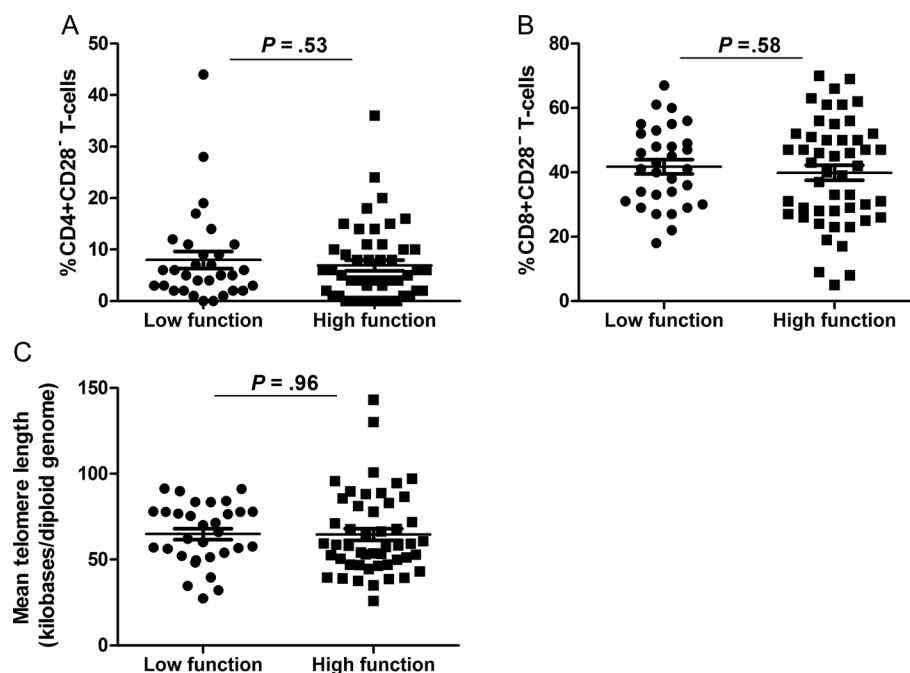 A
P = .53
50
40
30
20
10
0
%CD4+CD28⁻ T-cells
Low function
High function
B
P = .58
80
60
40
20
0
%CD8+CD28⁻ T-cells
Low function
High function
C
P = .96
150
100
50
0
Mean telomere length
(kilobases/diploid genome)
Low function
High function